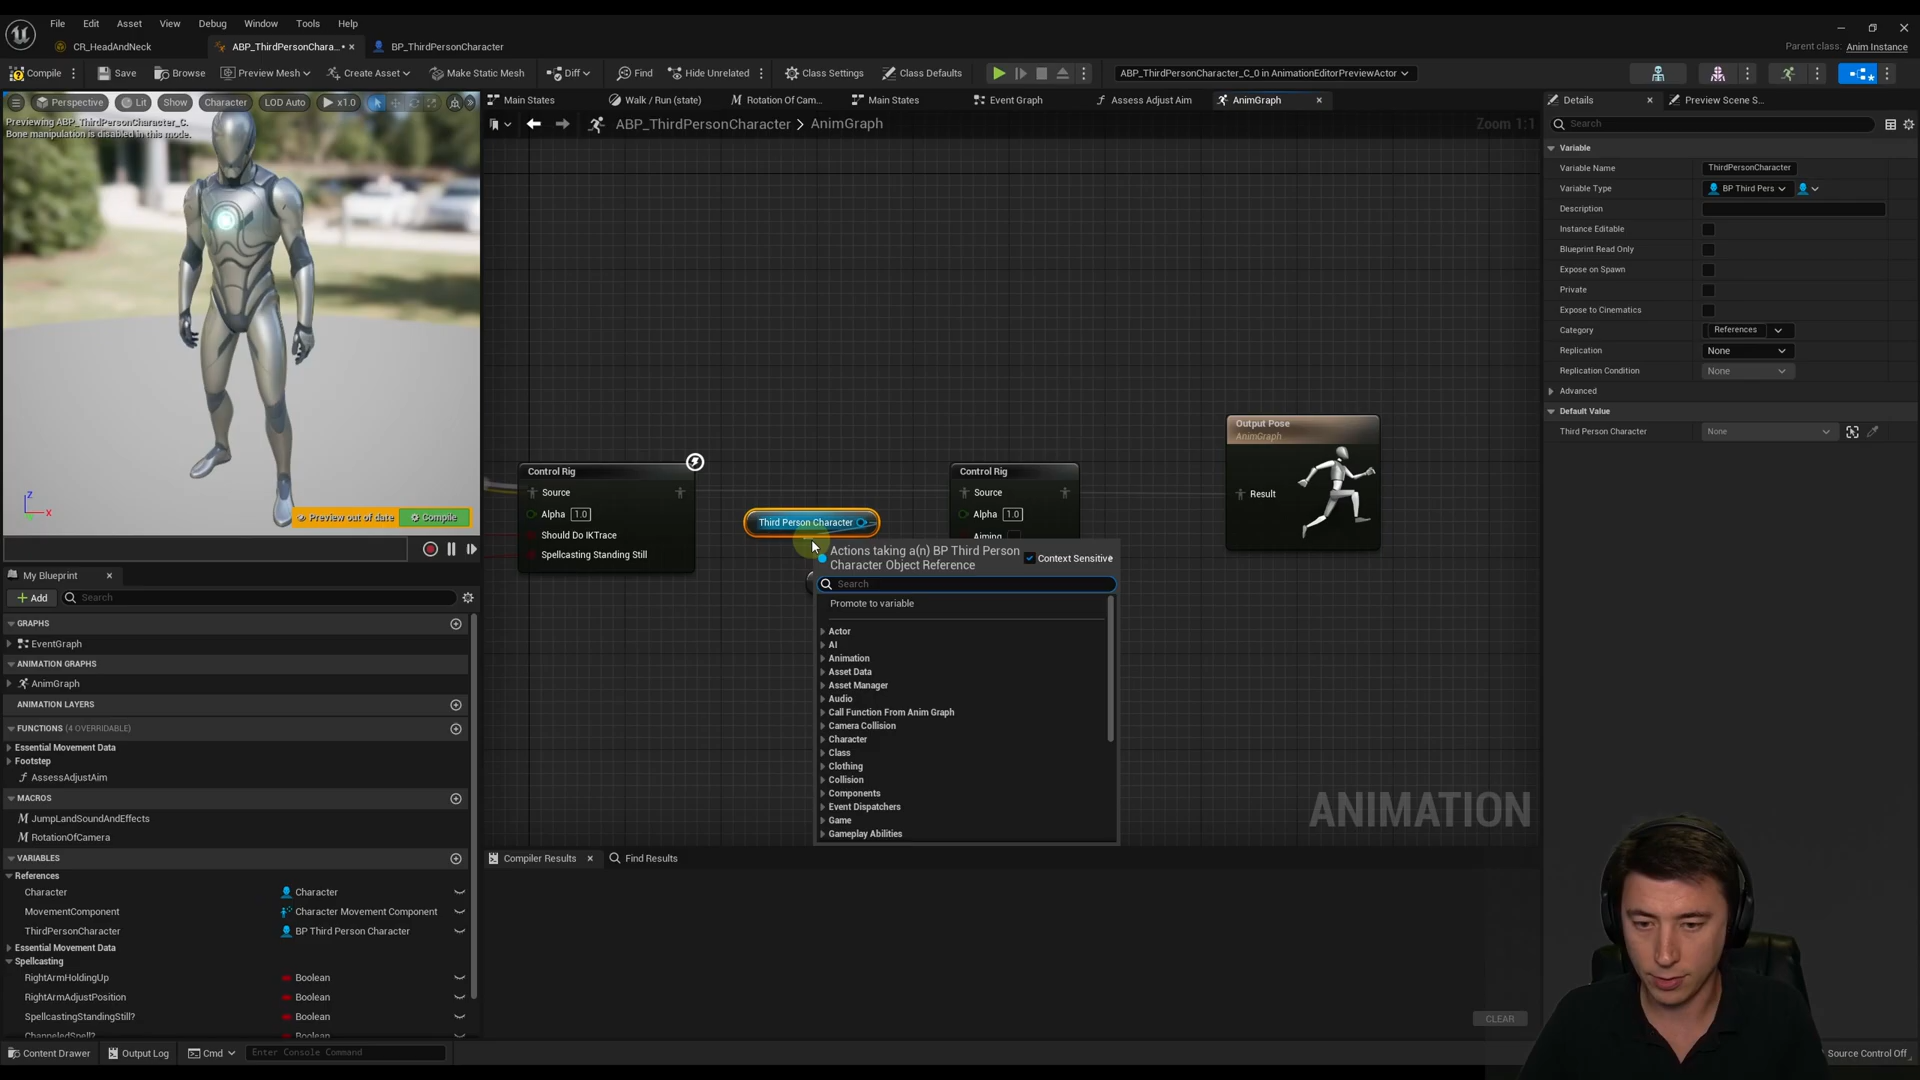 File Edit Asset View Debug Window Tools Help
CR_HeadAndNeck
ABP_ThirdPersonChara...
BP_ThirdPersonCharacter
Parent class: Anim Instance
Compile
Save
Browse
Preview Mesh
Create Asset
Make Static Mesh
Diff
Find
Hide Unrelated
Class Settings
Class Defaults
ABP_ThirdPersonCharacter_C_0 in AnimationEditorPreviewActor
Perspective
Lit
Show
Character
LOD Auto
x1.0
Previewing ABP_ThirdPersonCharacter_C.
Bone manipulation is disabled in this mode.
Z
X
Preview out of date
Compile
Main States
Walk / Run (state)
Rotation Of Cam...
Main States
Event Graph
Assess Adjust Aim
AnimGraph
ABP_ThirdPersonCharacter > AnimGraph
Zoom 1:1
Control Rig
Source
Alpha 1.0
Should Do IKTrace
Spellcasting Standing Still
Third Person Character
Control Rig
Source
Alpha 1.0
Aiming
Output Pose
AnimGraph
Result
Actions taking a(n) BP Third Person
Character Object Reference
Context Sensitive
Search
Promote to variable
Actor
AI
Animation
Asset Data
Asset Manager
Audio
Call Function From Anim Graph
Camera Collision
Character
Class
Clothing
Collision
Components
Event Dispatchers
Game
Gameplay Abilities
ANIMATION
Compiler Results
Find Results
CLEAR
My Blueprint
Add
Search
GRAPHS
EventGraph
ANIMATION GRAPHS
AnimGraph
ANIMATION LAYERS
FUNCTIONS (4 OVERRIDABLE)
Essential Movement Data
Footstep
AssessAdjustAim
MACROS
JumpLandSoundAndEffects
RotationOfCamera
VARIABLES
References
Character Character
MovementComponent Character Movement Component
ThirdPersonCharacter BP Third Person Character
Essential Movement Data
Spellcasting
RightArmHoldingUp Boolean
RightArmAdjustPosition Boolean
SpellcastingStandingStill? Boolean
ChanneledSpell? Boolean
Details
Preview Scene S...
Search
Variable
Variable Name ThirdPersonCharacter
Variable Type BP Third Pers
Description
Instance Editable
Blueprint Read Only
Expose on Spawn
Private
Expose to Cinematics
Category References
Replication None
Replication Condition None
Advanced
Default Value
Third Person Character None
Content Drawer
Output Log
Cmd
Enter Console Command
Source Control Off